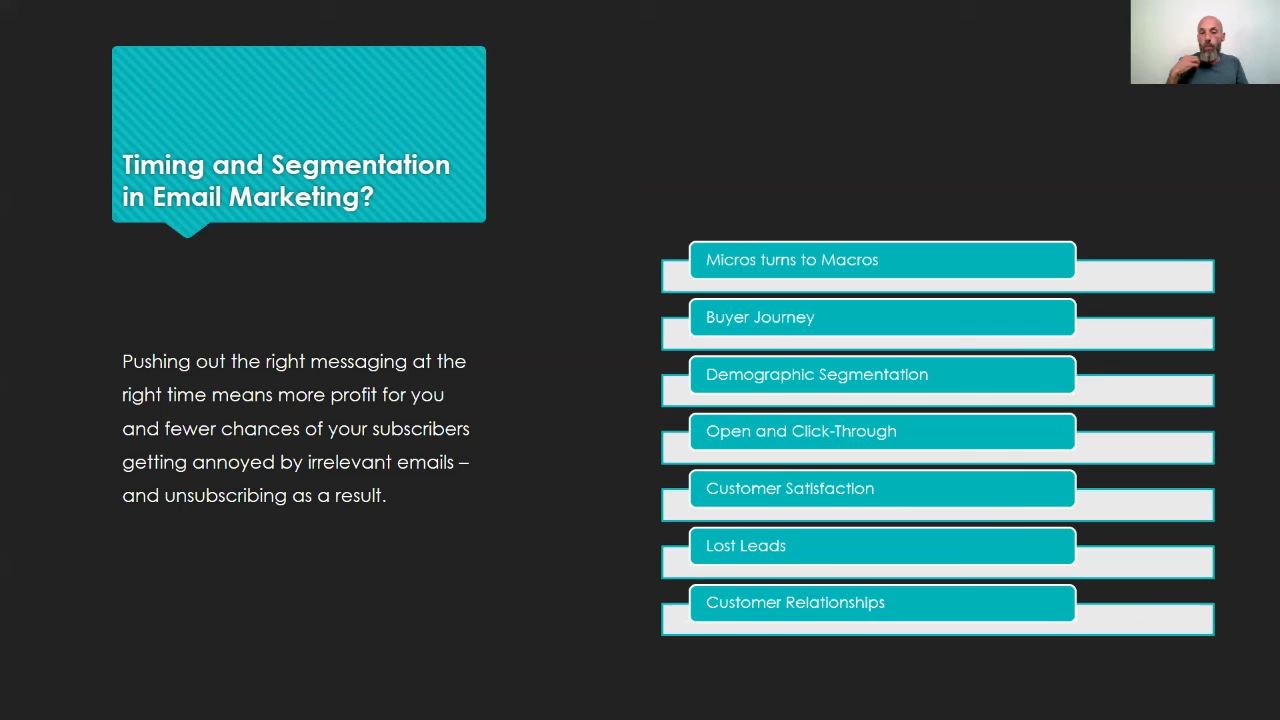 Timing and Segmentation
in Email Marketing?
Pushing out the right messaging at the
right time means more profit for you
and fewer chances of your subscribers
getting annoyed by irrelevant emails –
and unsubscribing as a result.
Micros turns to Macros
Buyer Journey
Demographic Segmentation
Open and Click-Through
Customer Satisfaction
Lost Leads
Customer Relationships